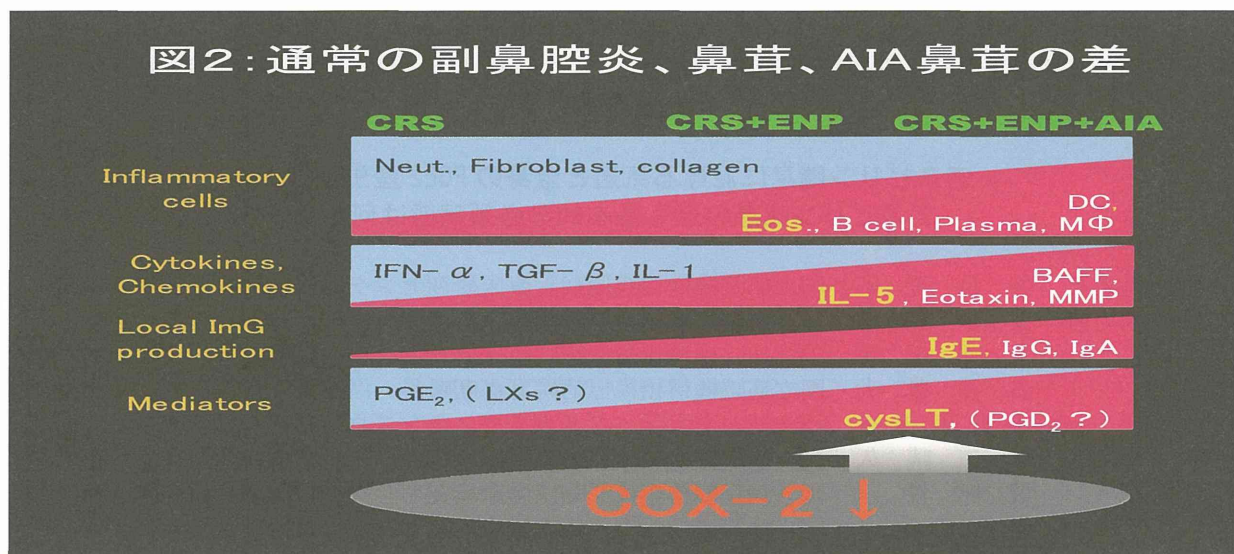 図2：通常の副鼻腔炎、鼻茸、AIA鼻茸の差
CRS CRS+ENP CRS+ENP+AIA
Inflammatory
cells
Neut., Fibroblast, collagen
DC,
Eos., B cell, Plasma, MΦ
Cytokines,
Chemokines
IFN-α, TGF-β, IL-1
BAFF,
IL-5, Eotaxin, MMP
Local ImG
production
IgE, IgG, IgA
Mediators
PGE₂, (LXs？)
cysLT, (PGD₂？)
COX-2 ↓